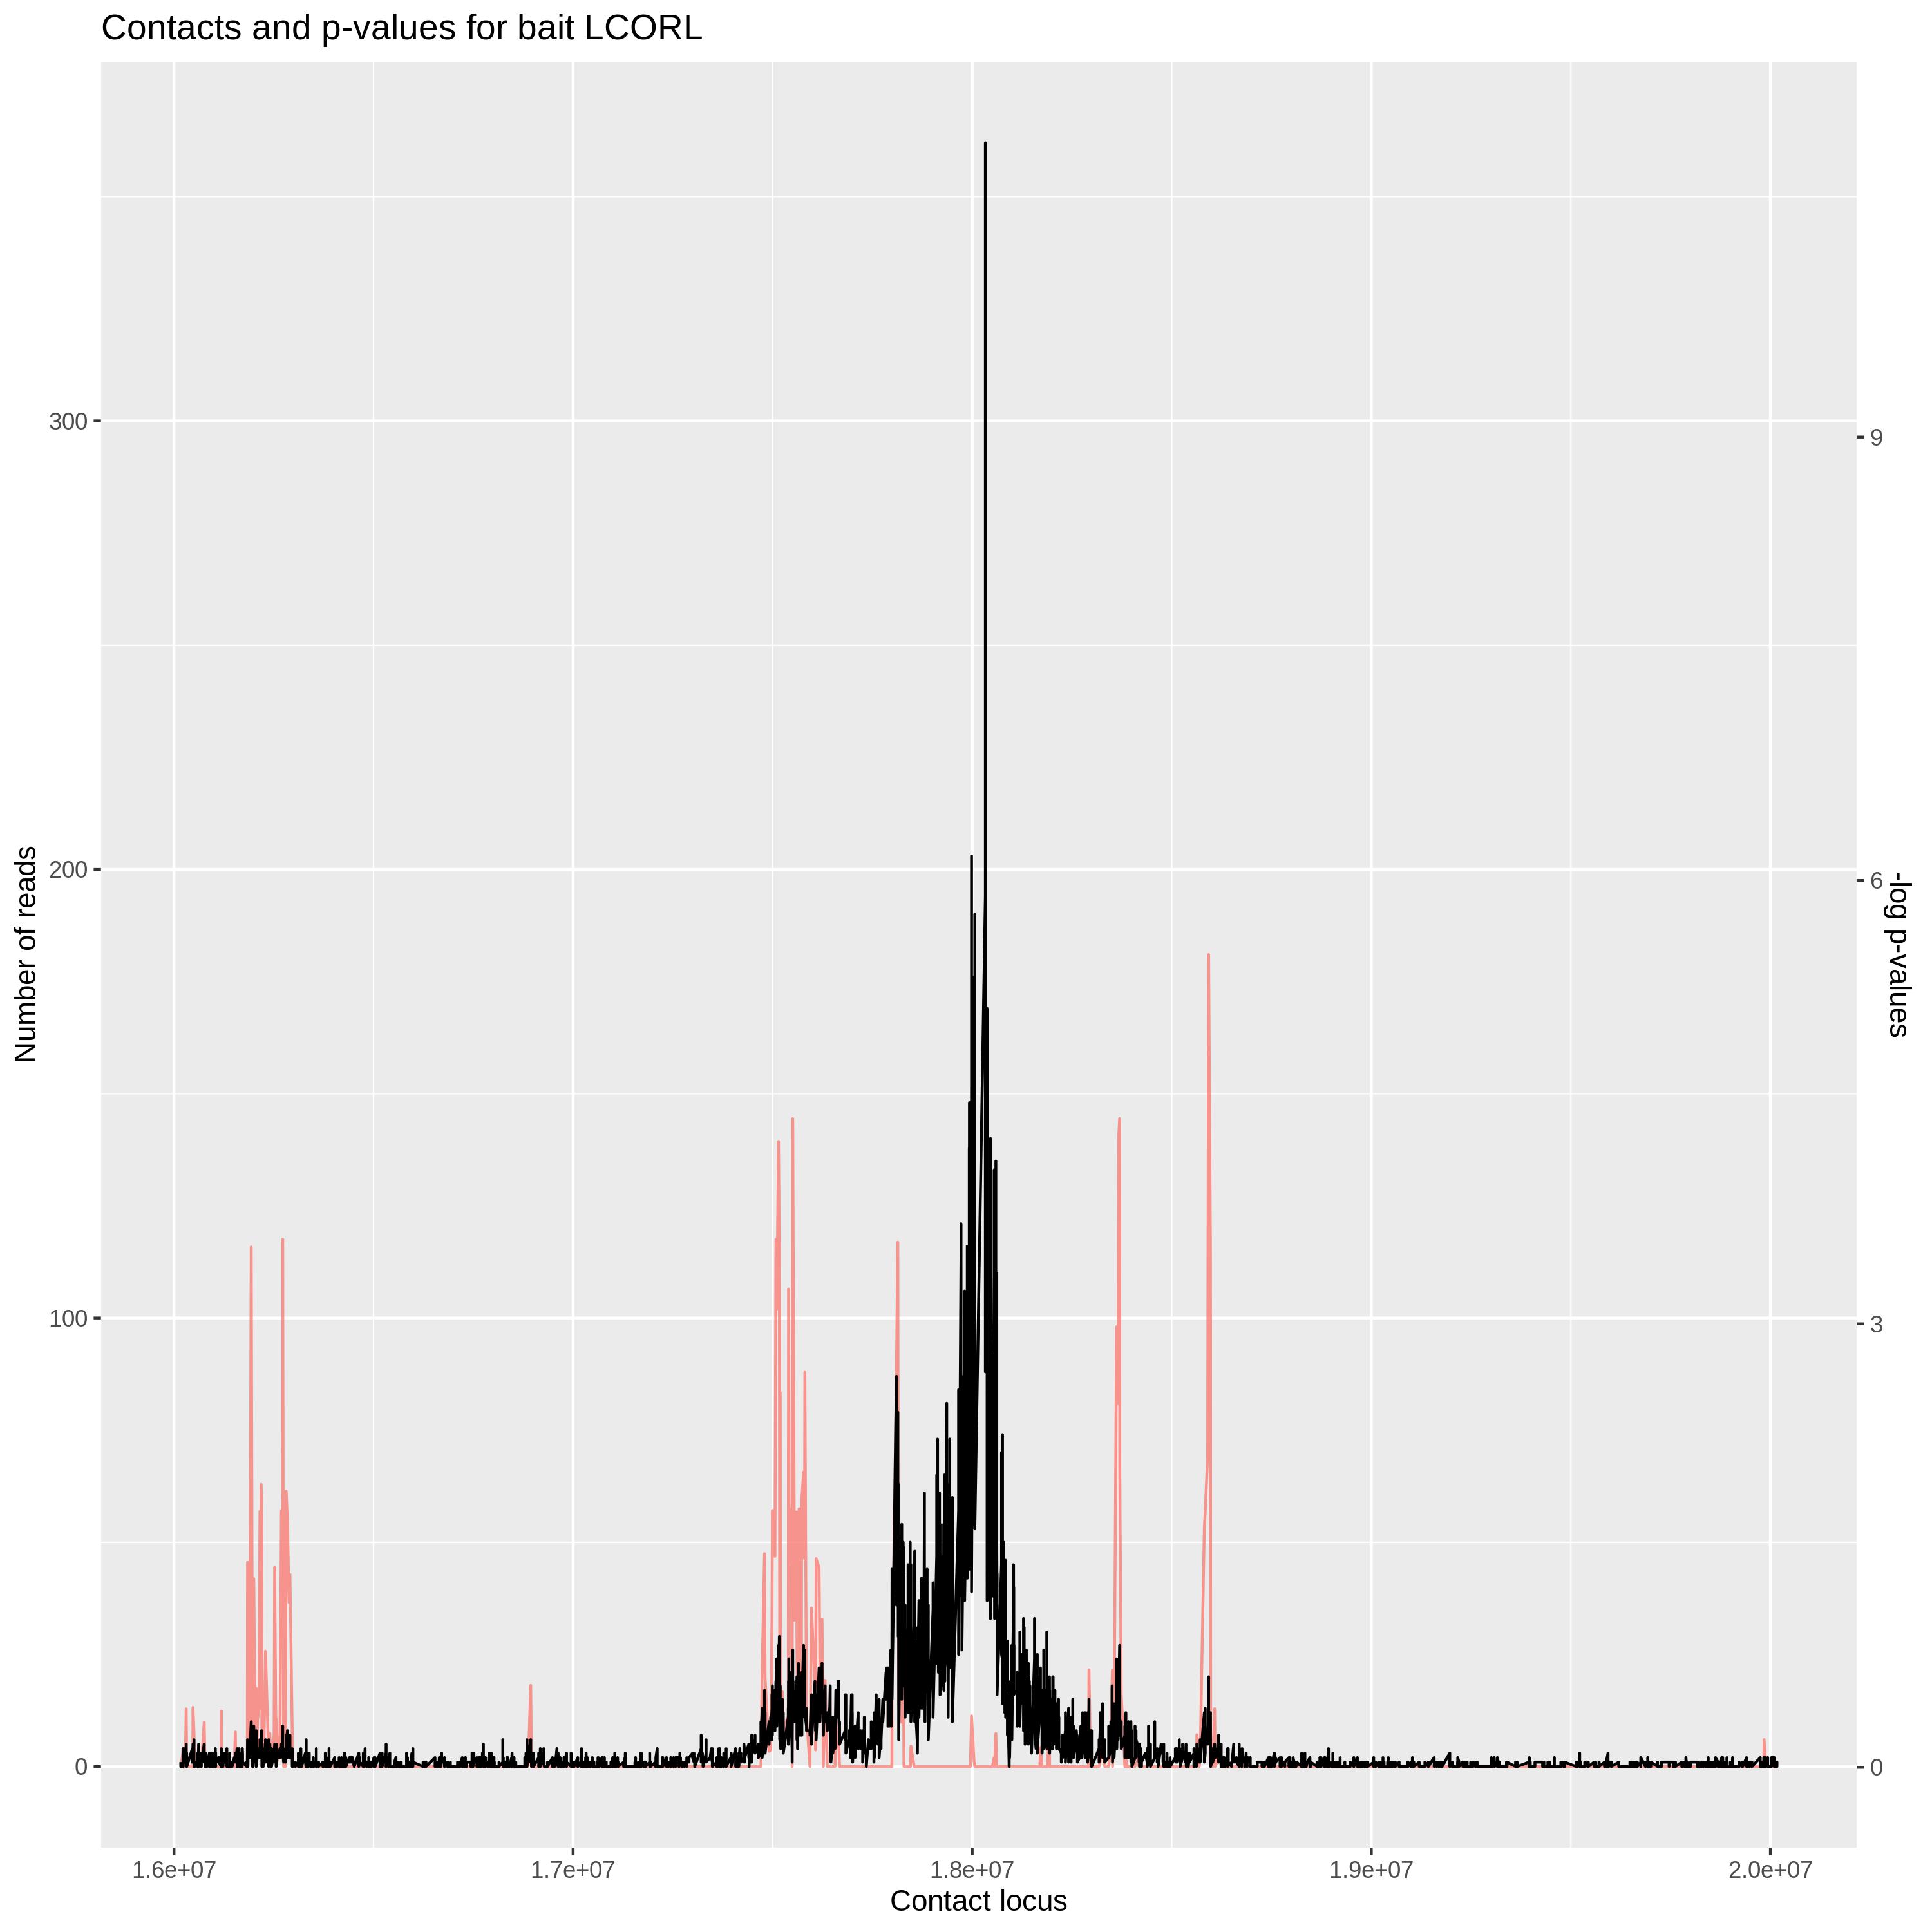 Contacts and p-values for bait LCORL
Number of reads
300
200
100
0
9
6
3
0
-log p-values
1.6e+07
1.7e+07
1.8e+07
1.9e+07
2.0e+07
Contact locus